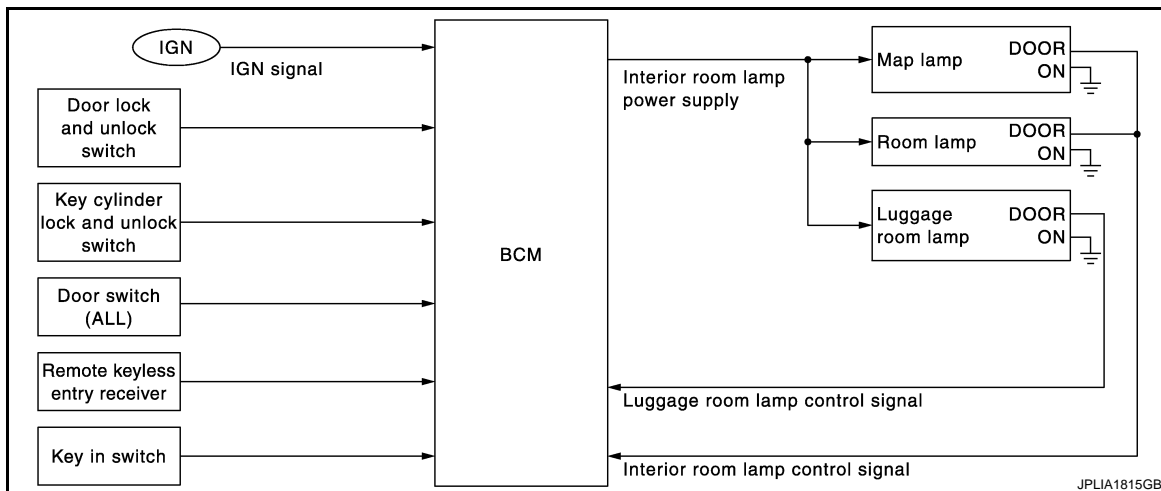 IGN
IGN signal
Door lock
and unlock
switch
Key cylinder
lock and unlock
switch
Door switch
(ALL)
Remote keyless
entry receiver
Key in switch
BCM
Interior room lamp
power supply
Map lamp
DOOR
ON
Room lamp
DOOR
ON
Luggage
room lamp
DOOR
ON
Luggage room lamp control signal
Interior room lamp control signal
JPLIA1815GB